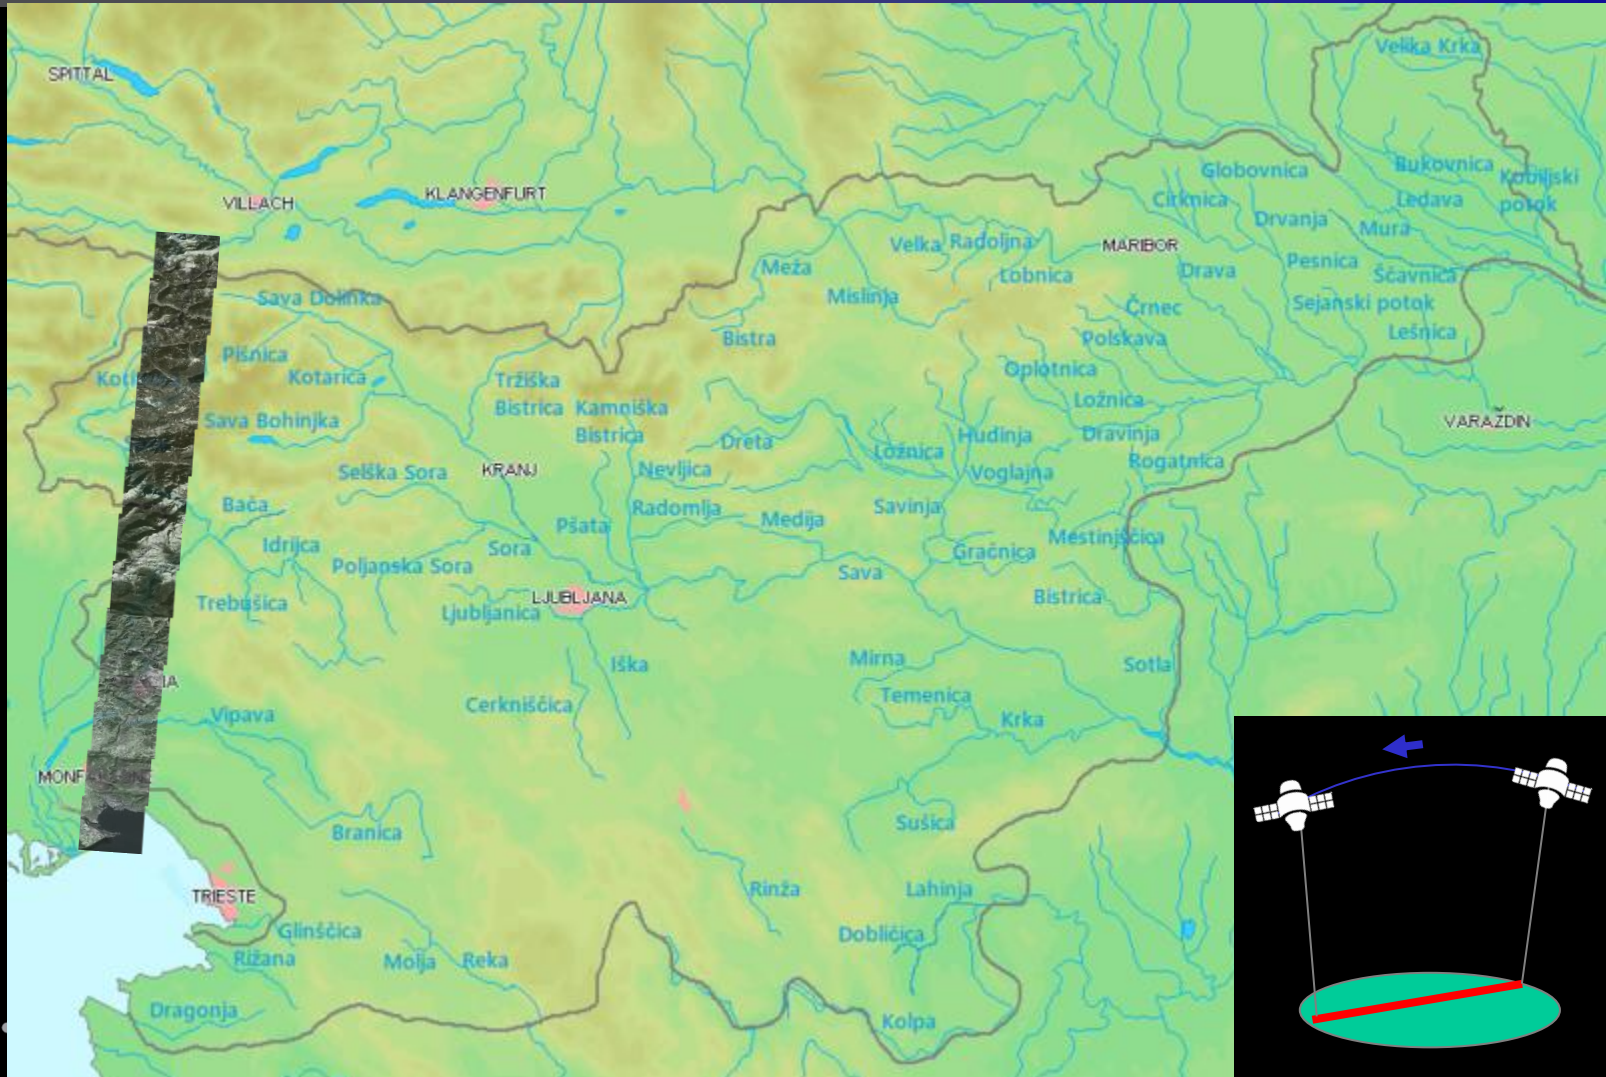 Velika Krka
SPITTAL
Globovnica
Bukovnica
Kobiljski
potok
VILLACH
KLANGENFURT
Cirknica
Ledava
Drvanja
Mura
Velka
Radoljna
MARIBOR
Meža
Lobnica
Drava
Pesnica
Ščavnica
Sava Dolinka
Mislinja
Črnec
Sejanski potok
Bistra
Polskava
Lešnica
Pišnica
Kotarica
Tržiška
Bistrica
Oplotnica
Kamniška
Bistrica
Ložnica
Sava Bohinjka
VARAŽDIN
Dreta
Ložnica
Hudinja
Dravinja
Selška Sora
KRANJ
Nevljica
Voglajna
Rogatnica
Bača
Radomlja
Medija
Savinja
Pšata
Idrijca
Sora
Gračnica
Mestinjščica
Poljanska Sora
Sava
Trebušica
LJUBLJANA
Ljubljanica
Bistrica
Iška
Mirna
Sotla
Temenica
Cerkniščica
Vipava
Krka
Branica
Sušica
TRIESTE
Rinža
Lahinja
Glinščica
Rižana
Molja
Reka
Dobličica
Dragonja
Kolpa